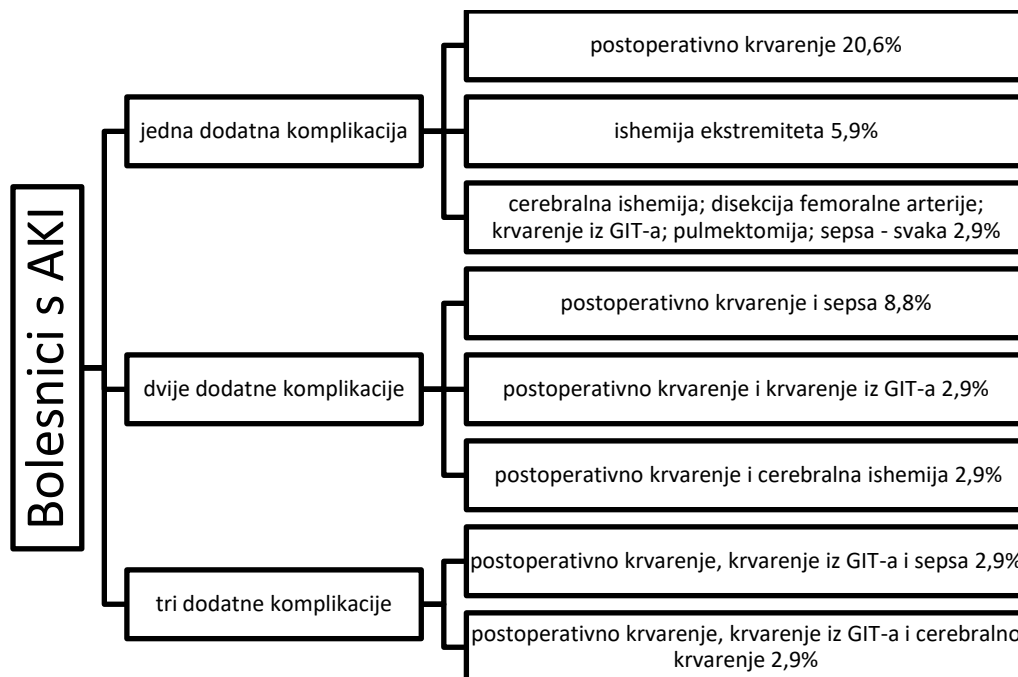 Bolesnici s AKI
jedna dodatna komplikacija
postoperativno krvarenje 20,6%
ishemija ekstremiteta 5,9%
cerebralna ishemija; disekcija femoralne arterije;
krvarenje iz GIT-a; pulmektomija; sepsa - svaka 2,9%
dvije dodatne komplikacije
postoperativno krvarenje i sepsa 8,8%
postoperativno krvarenje i krvarenje iz GIT-a 2,9%
postoperativno krvarenje i cerebralna ishemija 2,9%
tri dodatne komplikacije
postoperativno krvarenje, krvarenje iz GIT-a i sepsa 2,9%
postoperativno krvarenje, krvarenje iz GIT-a i cerebralno
krvarenje 2,9%